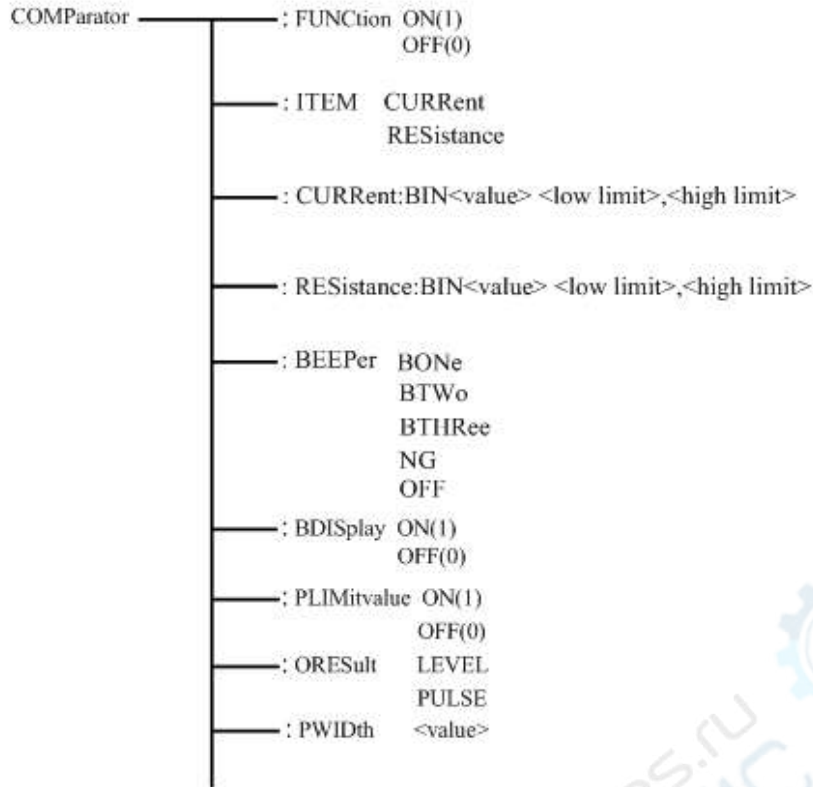 COMParator : FUNCtion ON(1)
OFF(0)
: ITEM CURRent
RESistance
: CURRent:BIN<value> <low limit>,<high limit>
: RESistance:BIN<value> <low limit>,<high limit>
: BEEPer BONe
BTWo
BTHRee
NG
OFF
: BDISplay ON(1)
OFF(0)
: PLIMitvalue ON(1)
OFF(0)
: ORESult LEVEL
PULSE
: PWIDth <value>